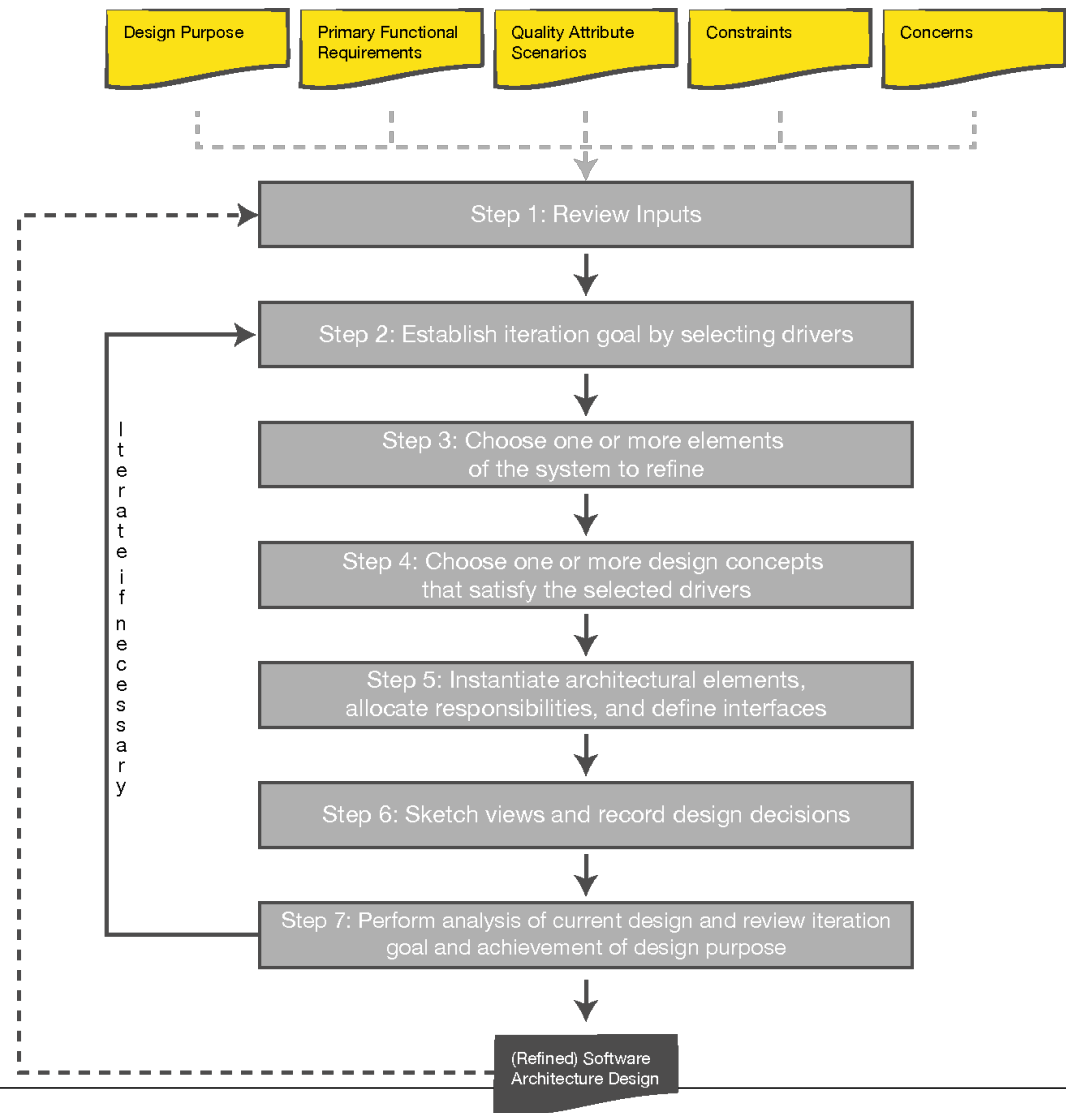 Design Purpose
Primary Functional
Requirements
Quality Attribute
Scenarios
Constraints
Concerns
Step 1: Review Inputs
Step 2: Establish iteration goal by selecting drivers
Step 3: Choose one or more elements
of the system to refine
Step 4: Choose one or more design concepts
that satisfy the selected drivers
Step 5: Instantiate architectural elements,
allocate responsibilities, and define interfaces
Step 6: Sketch views and record design decisions
Step 7: Perform analysis of current design and review iteration
goal and achievement of design purpose
Iterate if necessary
(Refined) Software
Architecture Design